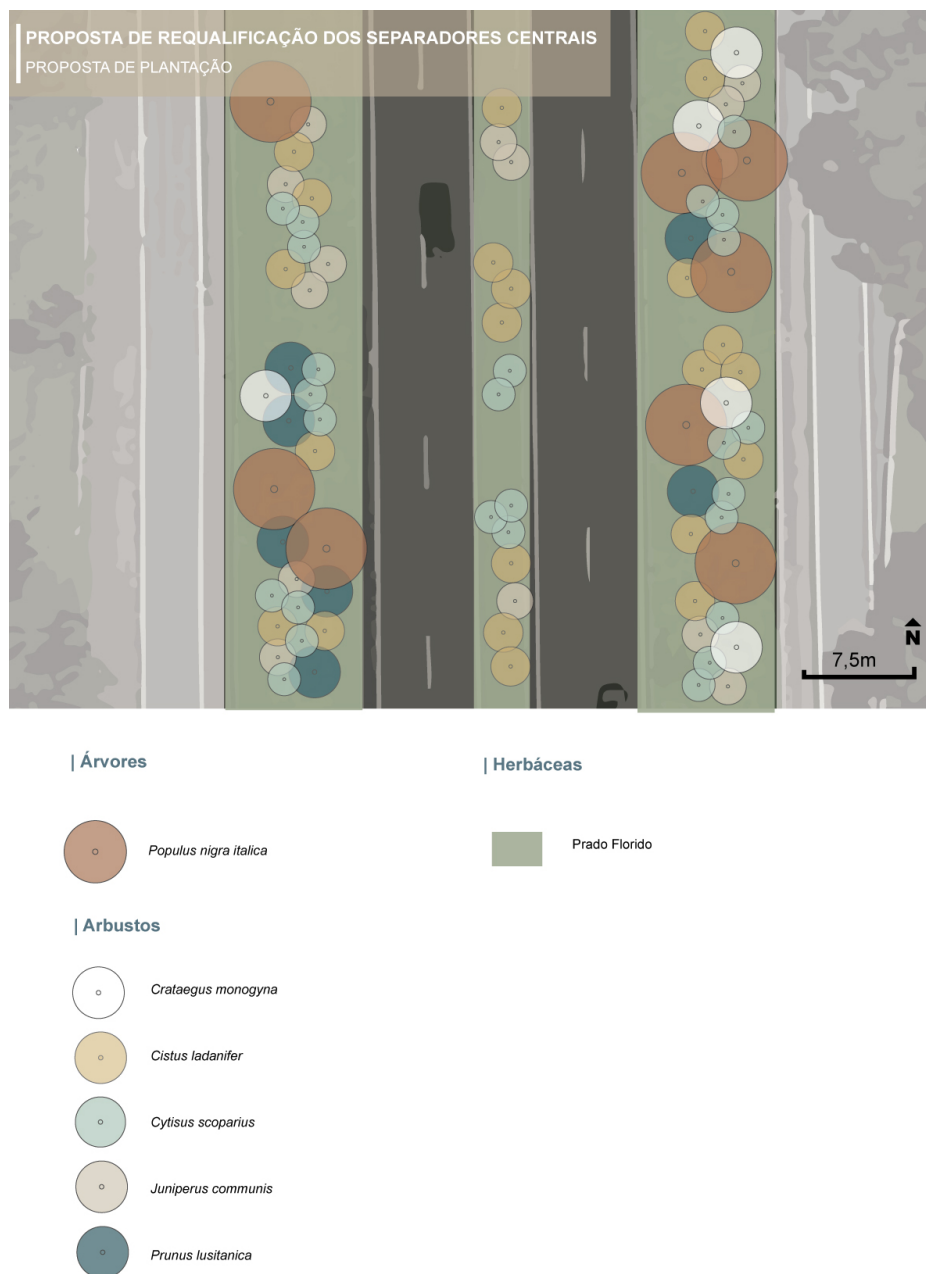 PROPOSTA DE REQUALIFICAÇÃO DOS SEPARADORES CENTRAIS
PROPOSTA DE PLANTAÇÃO
N
7,5m
| Árvores
Populus nigra italica
| Arbustos
Crataegus monogyna
Cistus ladanifer
Cytisus scoparius
Juniperus communis
Prunus lusitanica
| Herbáceas
Prado Florido